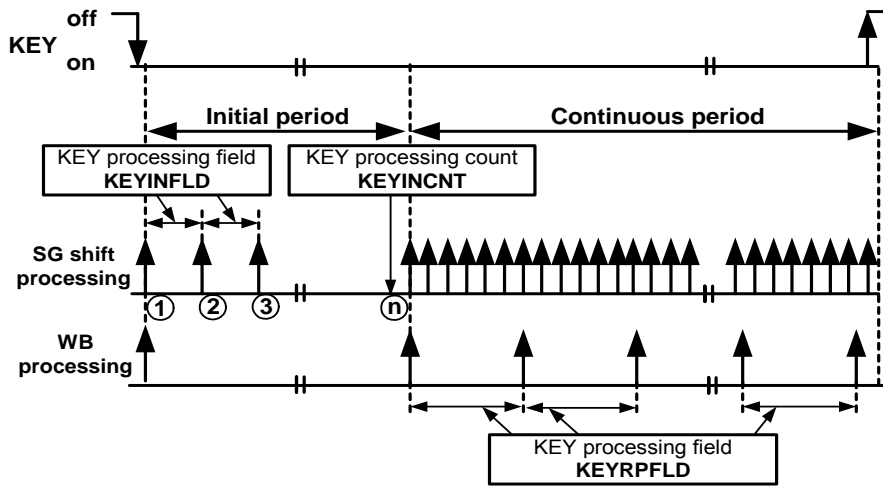 off
KEY
on
Initial period
Continuous period
KEY processing field
KEYINFLD
KEY processing count
KEYINCNT
SG shift
processing
1 2 3 n
WB
processing
KEY processing field
KEYRPFLD